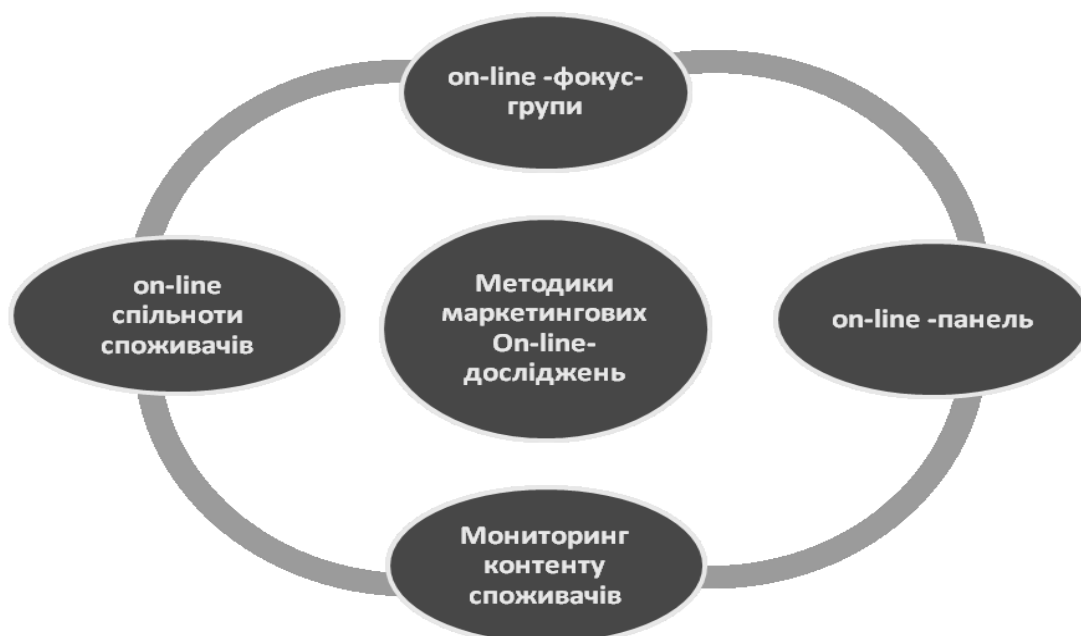 on-line -фокус-
групи
on-line
спільноти
споживачів
Методики
маркетингових
On-line-
досліджень
on-line -панель
Мониторинг
контенту
споживачів